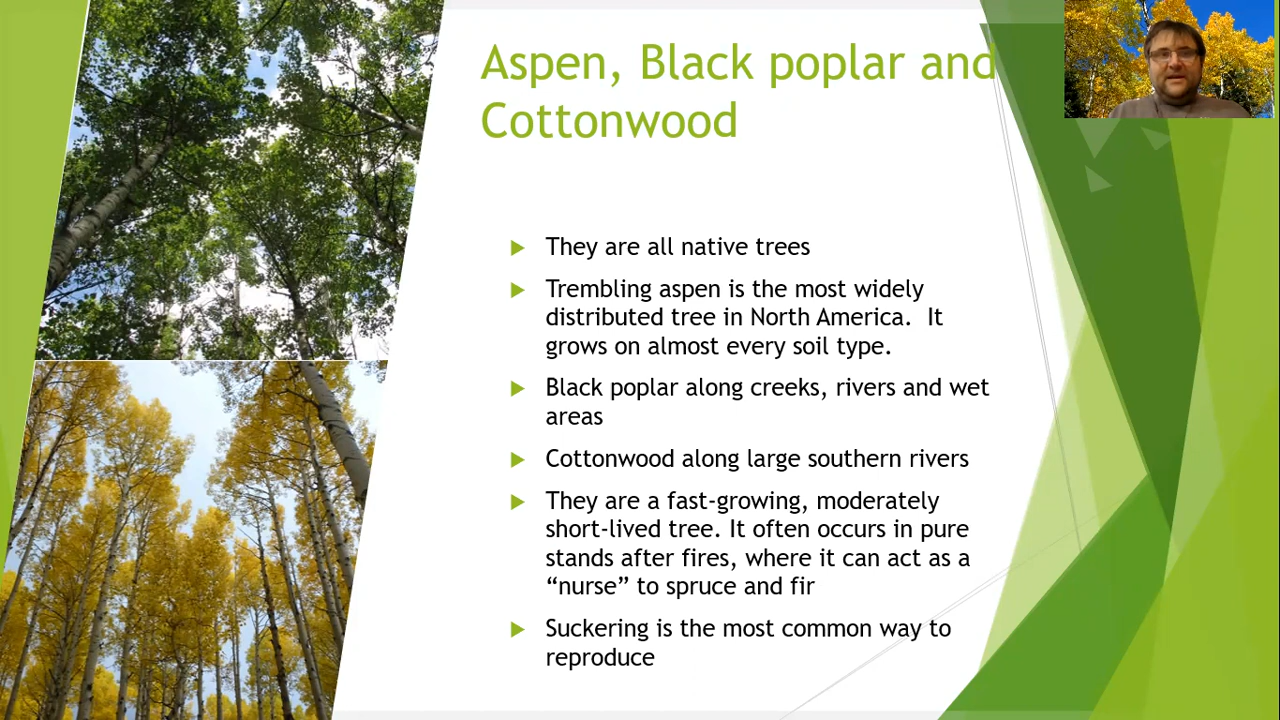 Aspen, Black poplar and
Cottonwood
They are all native trees
Trembling aspen is the most widely
distributed tree in North America.  It
grows on almost every soil type.
Black poplar along creeks, rivers and wet
areas
Cottonwood along large southern rivers
They are a fast-growing, moderately
short-lived tree. It often occurs in pure
stands after fires, where it can act as a
“nurse” to spruce and fir
Suckering is the most common way to
reproduce